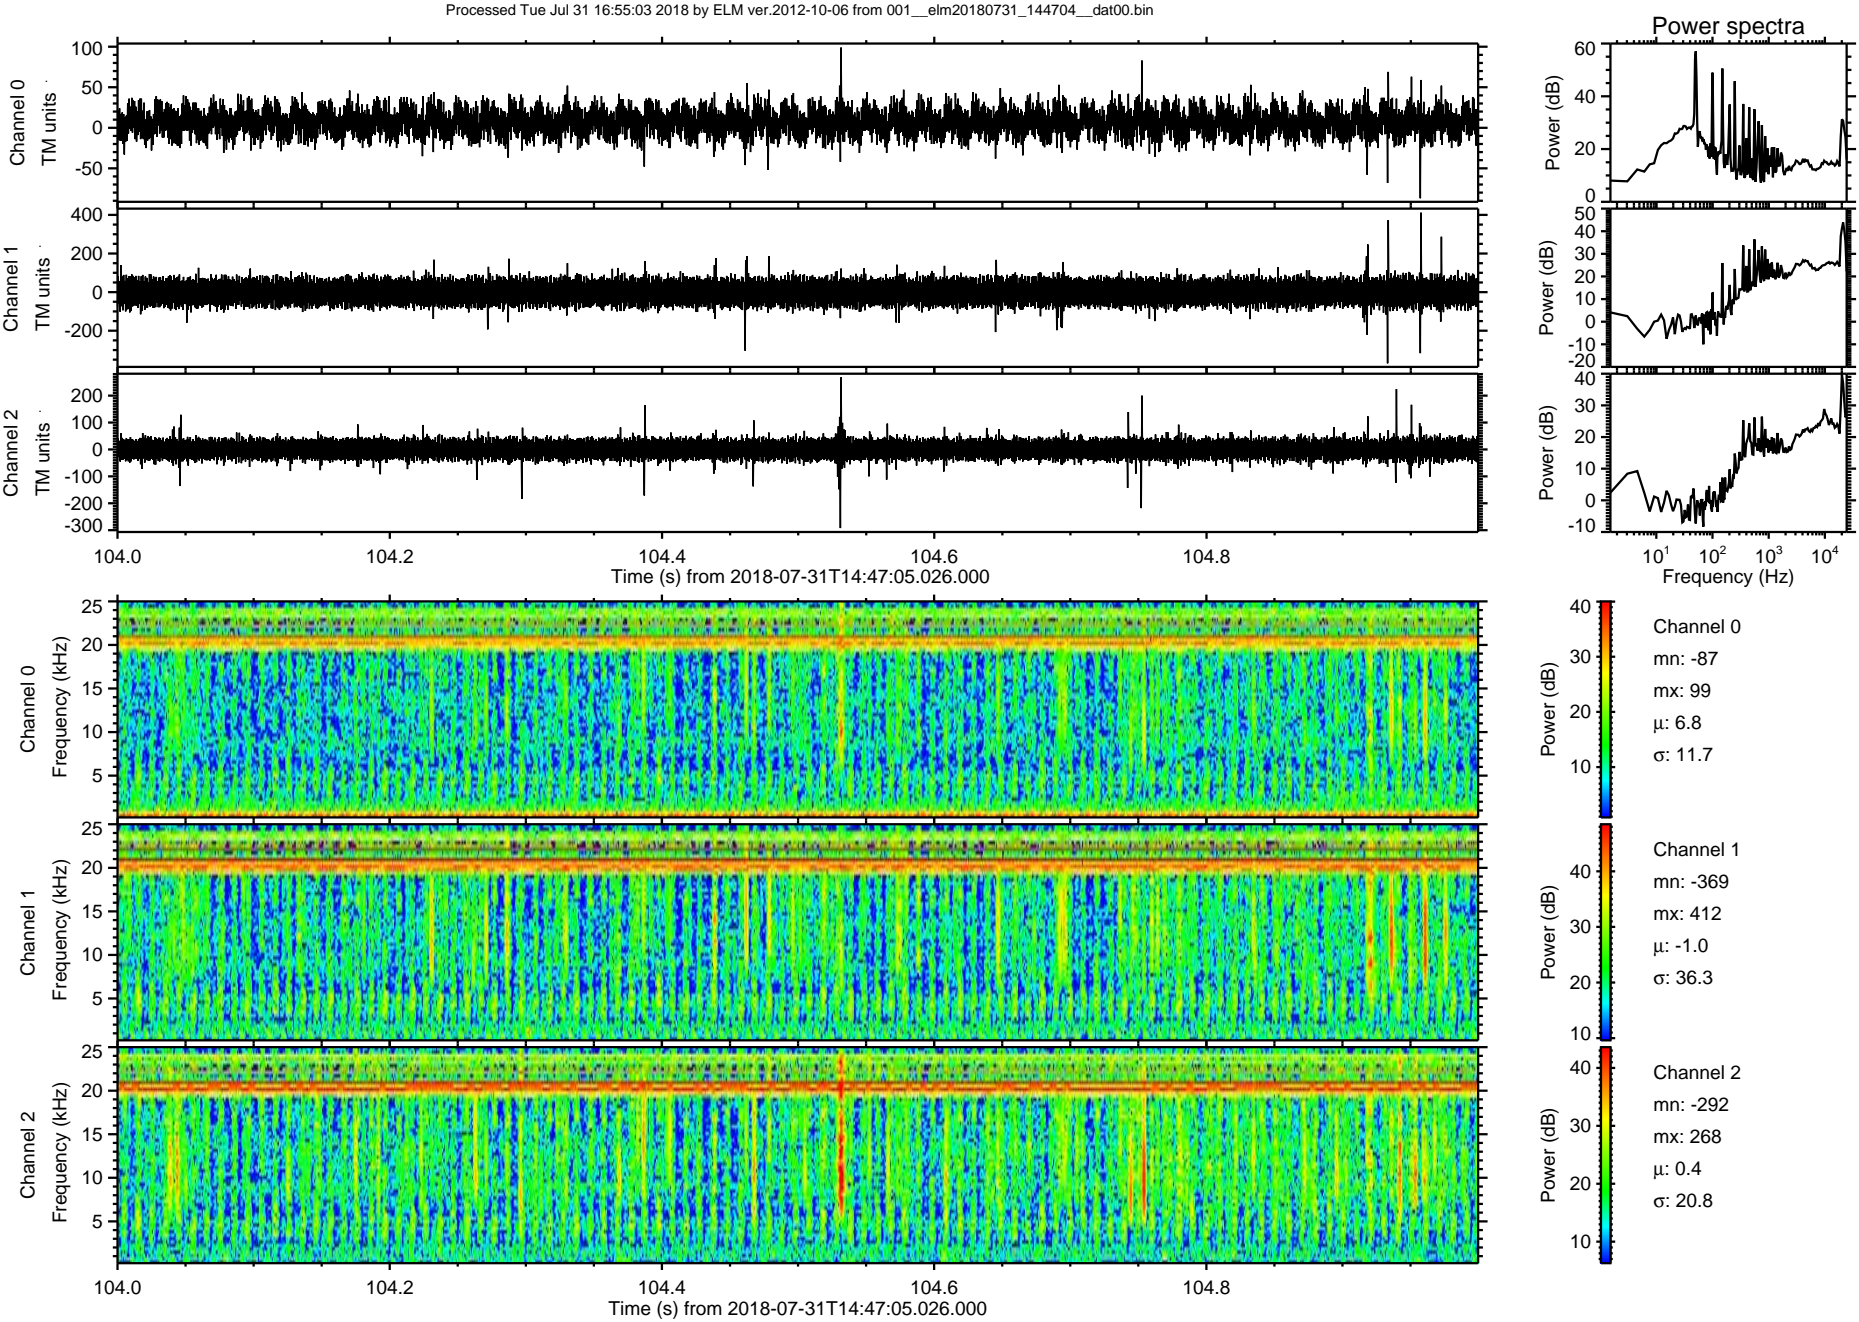 Processed Tue Jul 31 16:55:03 2018 by ELM ver.2012-10-06 from 001__elm20180731_144704__dat00.bin
Power spectra
Channel 0
TM units
100
50
0
-50
Power (dB)
60
40
20
0
Channel 1
TM units
400
200
0
-200
Power (dB)
50
40
30
20
10
0
-10
-20
Channel 2
TM units
200
100
0
-100
-200
-300
Power (dB)
40
30
20
10
0
-10
104.0 104.2 104.4 104.6 104.8
Time (s) from 2018-07-31T14:47:05.026.000
10¹ 10² 10³ 10⁴
Frequency (Hz)
Channel 0
Frequency (kHz)
25
20
15
10
5
Power (dB)
40
30
20
10
Channel 0
mn: -87
mx: 99
μ: 6.8
σ: 11.7
Channel 1
Frequency (kHz)
25
20
15
10
5
Power (dB)
40
30
20
10
Channel 1
mn: -369
mx: 412
μ: -1.0
σ: 36.3
Channel 2
Frequency (kHz)
25
20
15
10
5
Power (dB)
40
30
20
10
Channel 2
mn: -292
mx: 268
μ: 0.4
σ: 20.8
104.0 104.2 104.4 104.6 104.8
Time (s) from 2018-07-31T14:47:05.026.000